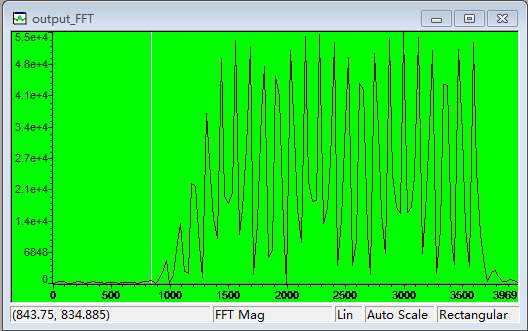 output_FFT
5.5e+4
4.8e+4
4.1e+4
3.4e+4
2.7e+4
2.1e+4
1.4e+4
6848
0
0 500 1000 1500 2000 2500 3000 3500 3969
(843.75, 834.885) FFT Mag Lin Auto Scale Rectangular